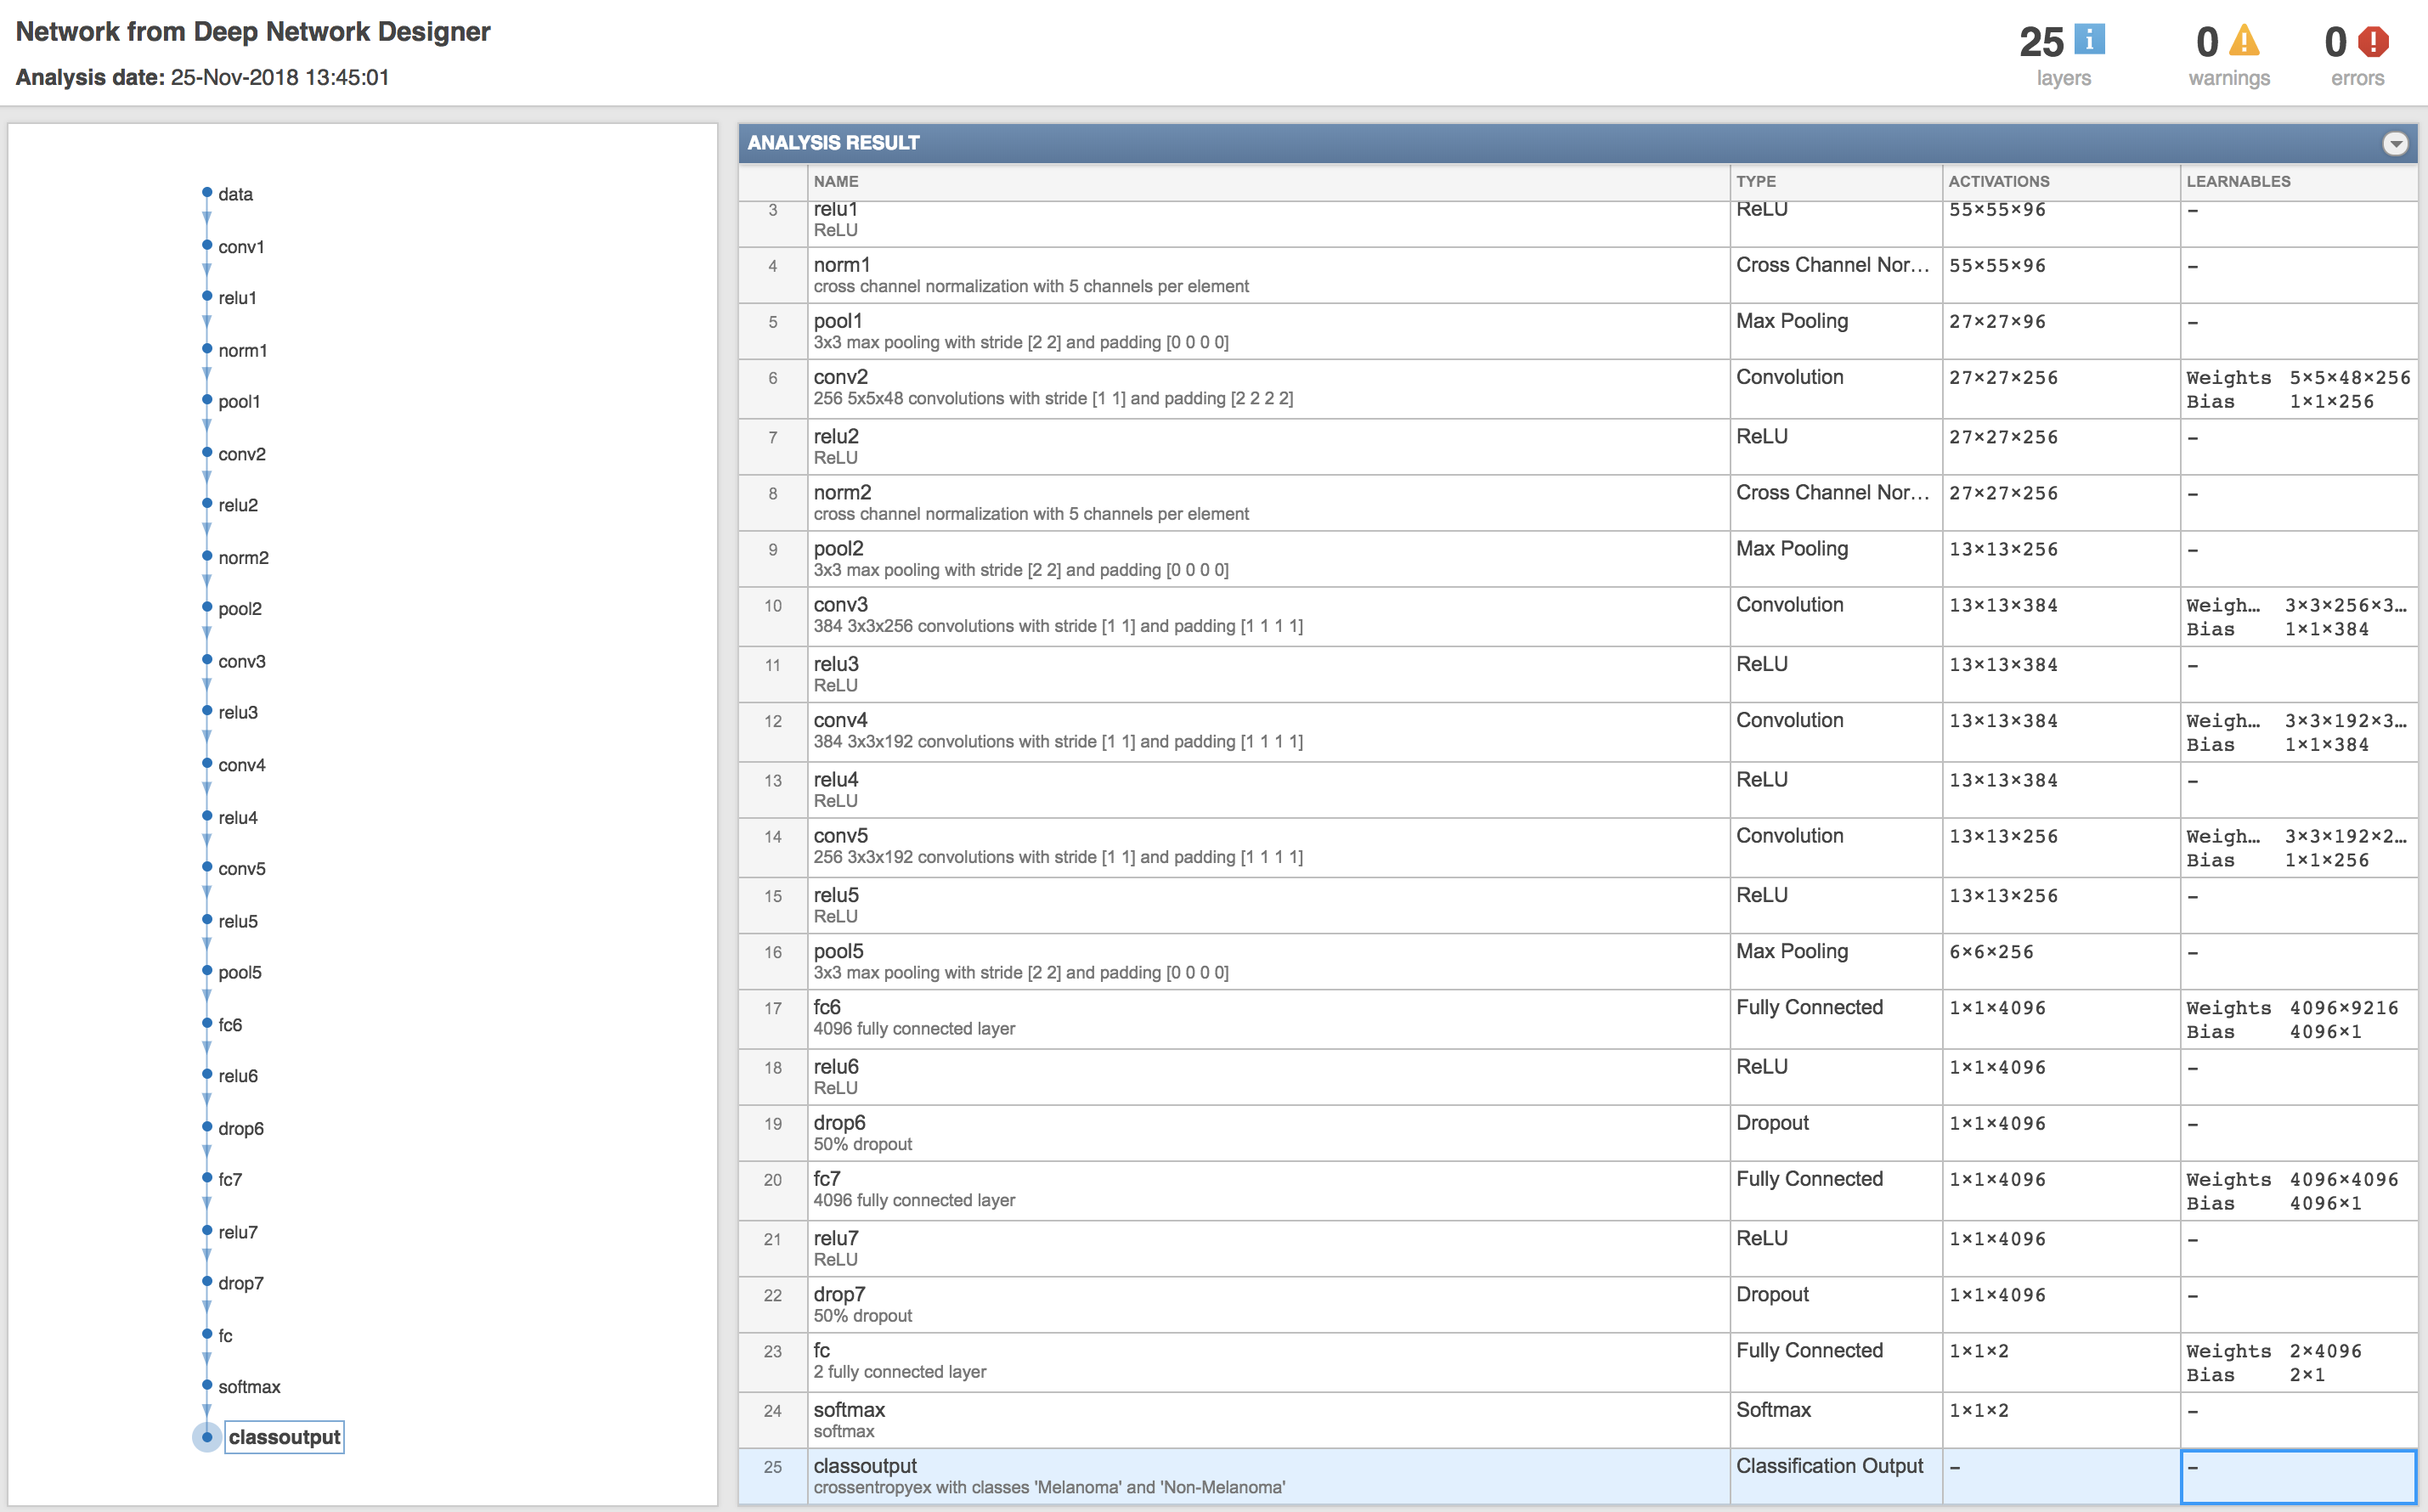 Network from Deep Network Designer
Analysis date: 25-Nov-2018 13:45:01
25 i
layers
0 !
warnings
0 !
errors
data
conv1
relu1
norm1
pool1
conv2
relu2
norm2
pool2
conv3
relu3
conv4
relu4
conv5
relu5
pool5
fc6
relu6
drop6
fc7
relu7
drop7
fc
softmax
classoutput
ANALYSIS RESULT
NAME TYPE ACTIVATIONS LEARNABLES
3 relu1 ReLU 55×55×96 –
ReLU
4 norm1 Cross Channel Nor... 55×55×96 –
cross channel normalization with 5 channels per element
5 pool1 Max Pooling 27×27×96 –
3x3 max pooling with stride [2 2] and padding [0 0 0 0]
6 conv2 Convolution 27×27×256 Weights 5×5×48×256
256 5x5x48 convolutions with stride [1 1] and padding [2 2 2 2] Bias 1×1×256
7 relu2 ReLU 27×27×256 –
ReLU
8 norm2 Cross Channel Nor... 27×27×256 –
cross channel normalization with 5 channels per element
9 pool2 Max Pooling 13×13×256 –
3x3 max pooling with stride [2 2] and padding [0 0 0 0]
10 conv3 Convolution 13×13×384 Weigh... 3×3×256×3...
384 3x3x256 convolutions with stride [1 1] and padding [1 1 1 1] Bias 1×1×384
11 relu3 ReLU 13×13×384 –
ReLU
12 conv4 Convolution 13×13×384 Weigh... 3×3×192×3...
384 3x3x192 convolutions with stride [1 1] and padding [1 1 1 1] Bias 1×1×384
13 relu4 ReLU 13×13×384 –
ReLU
14 conv5 Convolution 13×13×256 Weigh... 3×3×192×2...
256 3x3x192 convolutions with stride [1 1] and padding [1 1 1 1] Bias 1×1×256
15 relu5 ReLU 13×13×256 –
ReLU
16 pool5 Max Pooling 6×6×256 –
3x3 max pooling with stride [2 2] and padding [0 0 0 0]
17 fc6 Fully Connected 1×1×4096 Weights 4096×9216
4096 fully connected layer Bias 4096×1
18 relu6 ReLU 1×1×4096 –
ReLU
19 drop6 Dropout 1×1×4096 –
50% dropout
20 fc7 Fully Connected 1×1×4096 Weights 4096×4096
4096 fully connected layer Bias 4096×1
21 relu7 ReLU 1×1×4096 –
ReLU
22 drop7 Dropout 1×1×4096 –
50% dropout
23 fc Fully Connected 1×1×2 Weights 2×4096
2 fully connected layer Bias 2×1
24 softmax Softmax 1×1×2 –
softmax
25 classoutput Classification Output – –
crossentropyex with classes 'Melanoma' and 'Non-Melanoma'